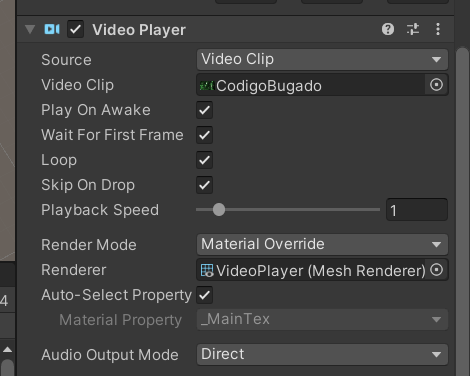 Video Player
Source Video Clip
Video Clip CodigoBugado
Play On Awake
Wait For First Frame
Loop
Skip On Drop
Playback Speed 1
Render Mode Material Override
Renderer VideoPlayer (Mesh Renderer)
4
Auto-Select Property
Material Property _MainTex
Audio Output Mode Direct